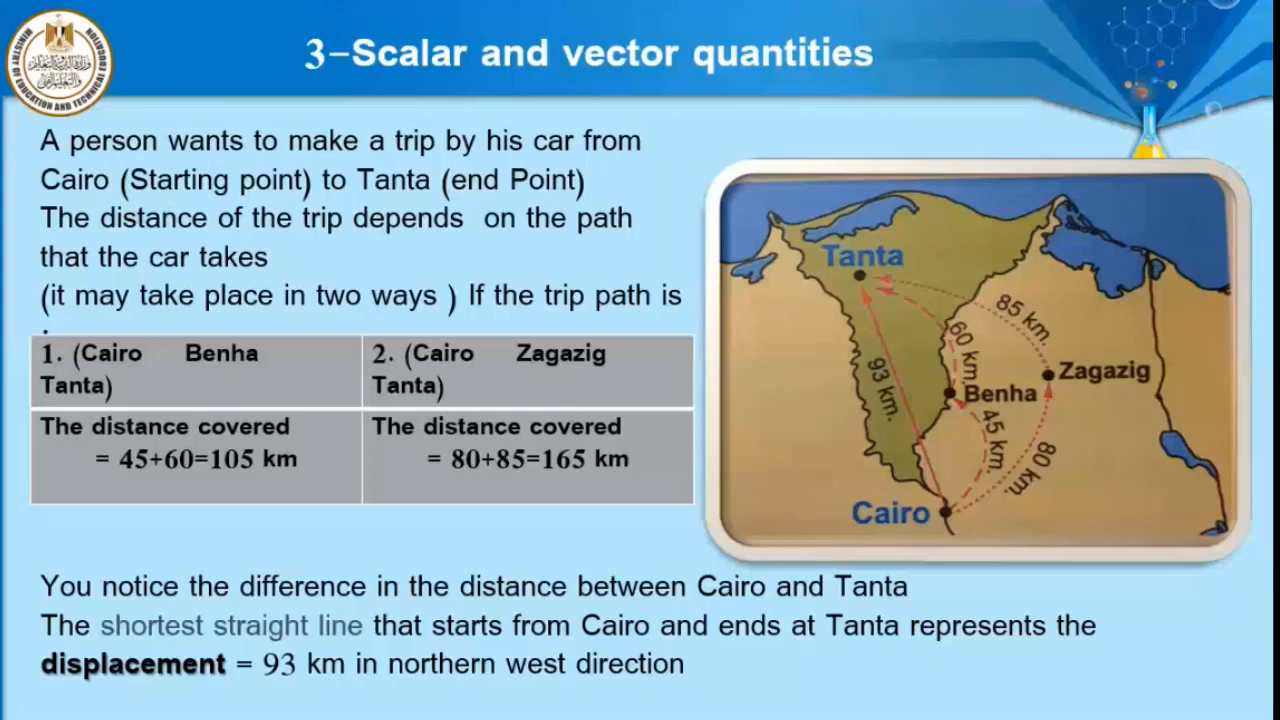 MINISTRY OF EDUCATION AND TECHNICAL EDUCATION
3-Scalar and vector quantities
A person wants to make a trip by his car from
Cairo (Starting point) to Tanta (end Point)
The distance of the trip depends on the path
that the car takes
(it may take place in two ways ) If the trip path is
:
1. (Cairo Benha
Tanta)
2. (Cairo Zagazig
Tanta)
The distance covered
= 45+60=105 km
The distance covered
= 80+85=165 km
Tanta
85 km.
60 km.
93 km.
Zagazig
Benha
45 km.
80 km.
Cairo
You notice the difference in the distance between Cairo and Tanta
The shortest straight line that starts from Cairo and ends at Tanta represents the
displacement = 93 km in northern west direction